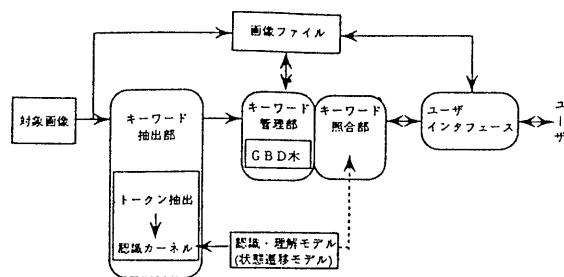 画像ファイル
対象画像
キーワード
抽出部
キーワード
管理部
GBD木
キーワード
照合部
ユーザ
インタフェース
ユーザ
トークン抽出
認識カーネル
認識・理解モデル
(状態遷移モデル)